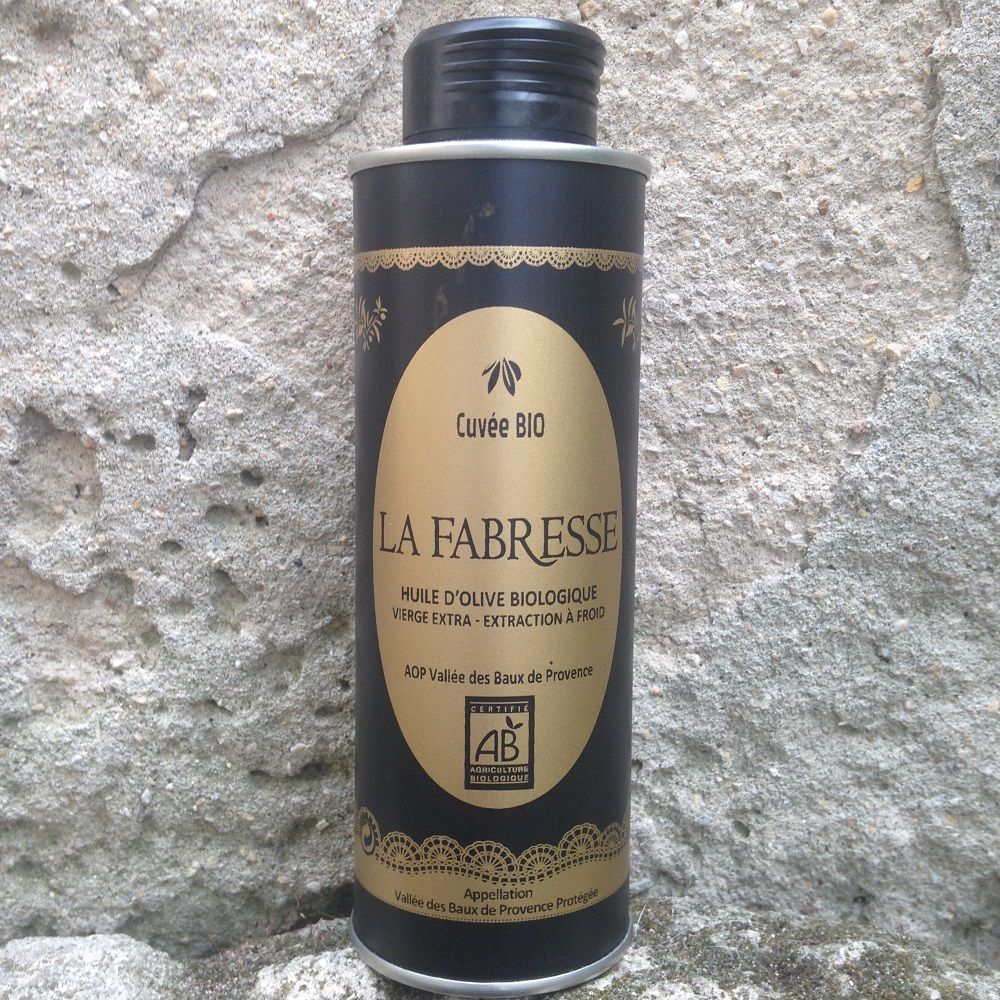 Cuvée BIO
LA FABRESSE
HUILE D'OLIVE BIOLOGIQUE
VIERGE EXTRA - EXTRACTION À FROID
AOP Vallée des Baux de Provence
CERTIFIÉ
AB
AGRICULTURE
BIOLOGIQUE
Appellation
Vallée des Baux de Provence Protégée